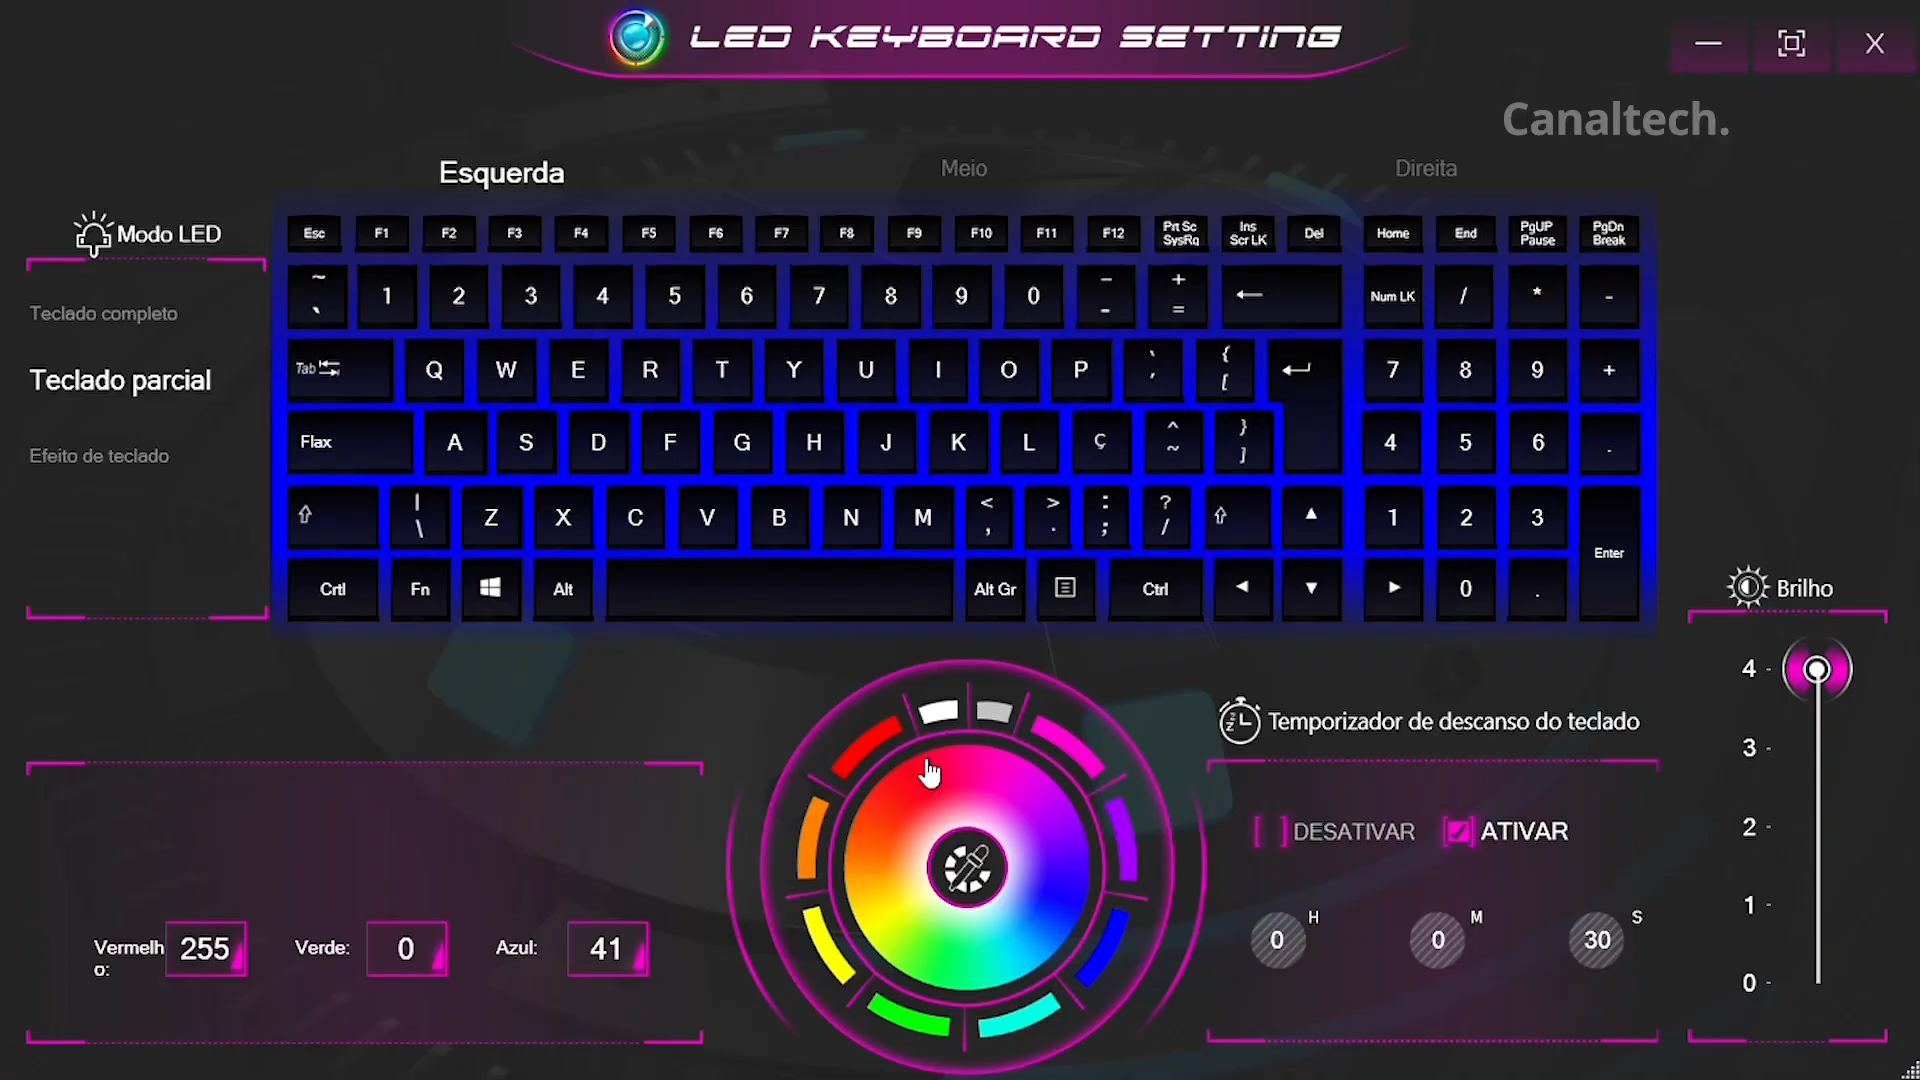 LED KEYBOARD SETTING
X
Canaltech.
Esquerda
Meio
Direita
Modo LED
Teclado completo
Teclado parcial
Efeito de teclado
Esc F1 F2 F3 F4 F5 F6 F7 F8 F9 F10 F11 F12 Prt Sc SysRq Ins Scr LK Del Home End PgUP Pause PgDn Break
~ ` 1 2 3 4 5 6 7 8 9 0 - - + = ← Num LK / * -
Tab Q W E R T Y U I O P ` ´ { [ 7 8 9 +
Flax A S D F G H J K L Ç ^ ~ } ] 4 5 6 .
⇧ | \ Z X C V B N M < , > . : ; ? / ⇧ ▲ 1 2 3 Enter
Crtl Fn Alt Alt Gr Ctrl ◄ ▼ ► 0 .
Brilho
4 -
3 -
2 -
1 -
0 -
Temporizador de descanso do teclado
[ ] DESATIVAR [✓] ATIVAR
0 H 0 M 30 S
Vermelho: 255 Verde: 0 Azul: 41